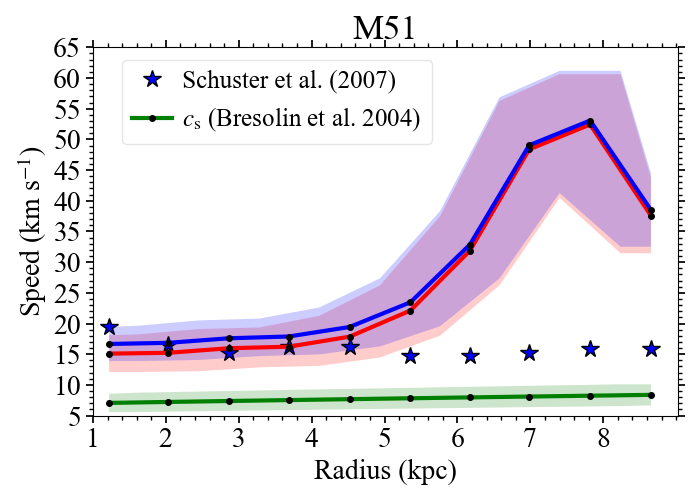 M51
Schuster et al. (2007)
c_s (Bresolin et al. 2004)
Speed (km s⁻¹)
65
60
55
50
45
40
35
30
25
20
15
10
5
1 2 3 4 5 6 7 8
Radius (kpc)